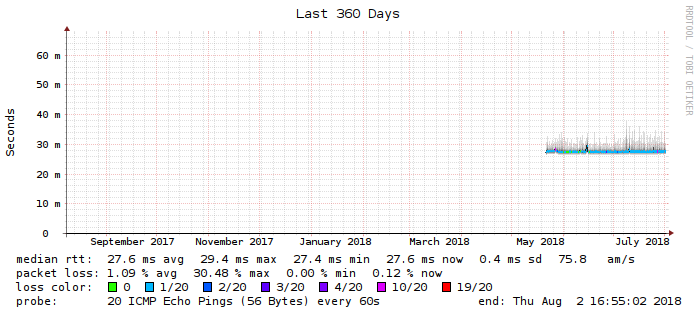 Last 360 Days
RRDTOOL / TOBI OETIKER
Seconds
60 m
50 m
40 m
30 m
20 m
10 m
0
September 2017 November 2017 January 2018 March 2018 May 2018 July 2018
median rtt: 27.6 ms avg 29.4 ms max 27.4 ms min 27.6 ms now 0.4 ms sd 75.8 am/s
packet loss: 1.09 % avg 30.48 % max 0.00 % min 0.12 % now
loss color: 0 1/20 2/20 3/20 4/20 10/20 19/20
probe: 20 ICMP Echo Pings (56 Bytes) every 60s end: Thu Aug 2 16:55:02 2018